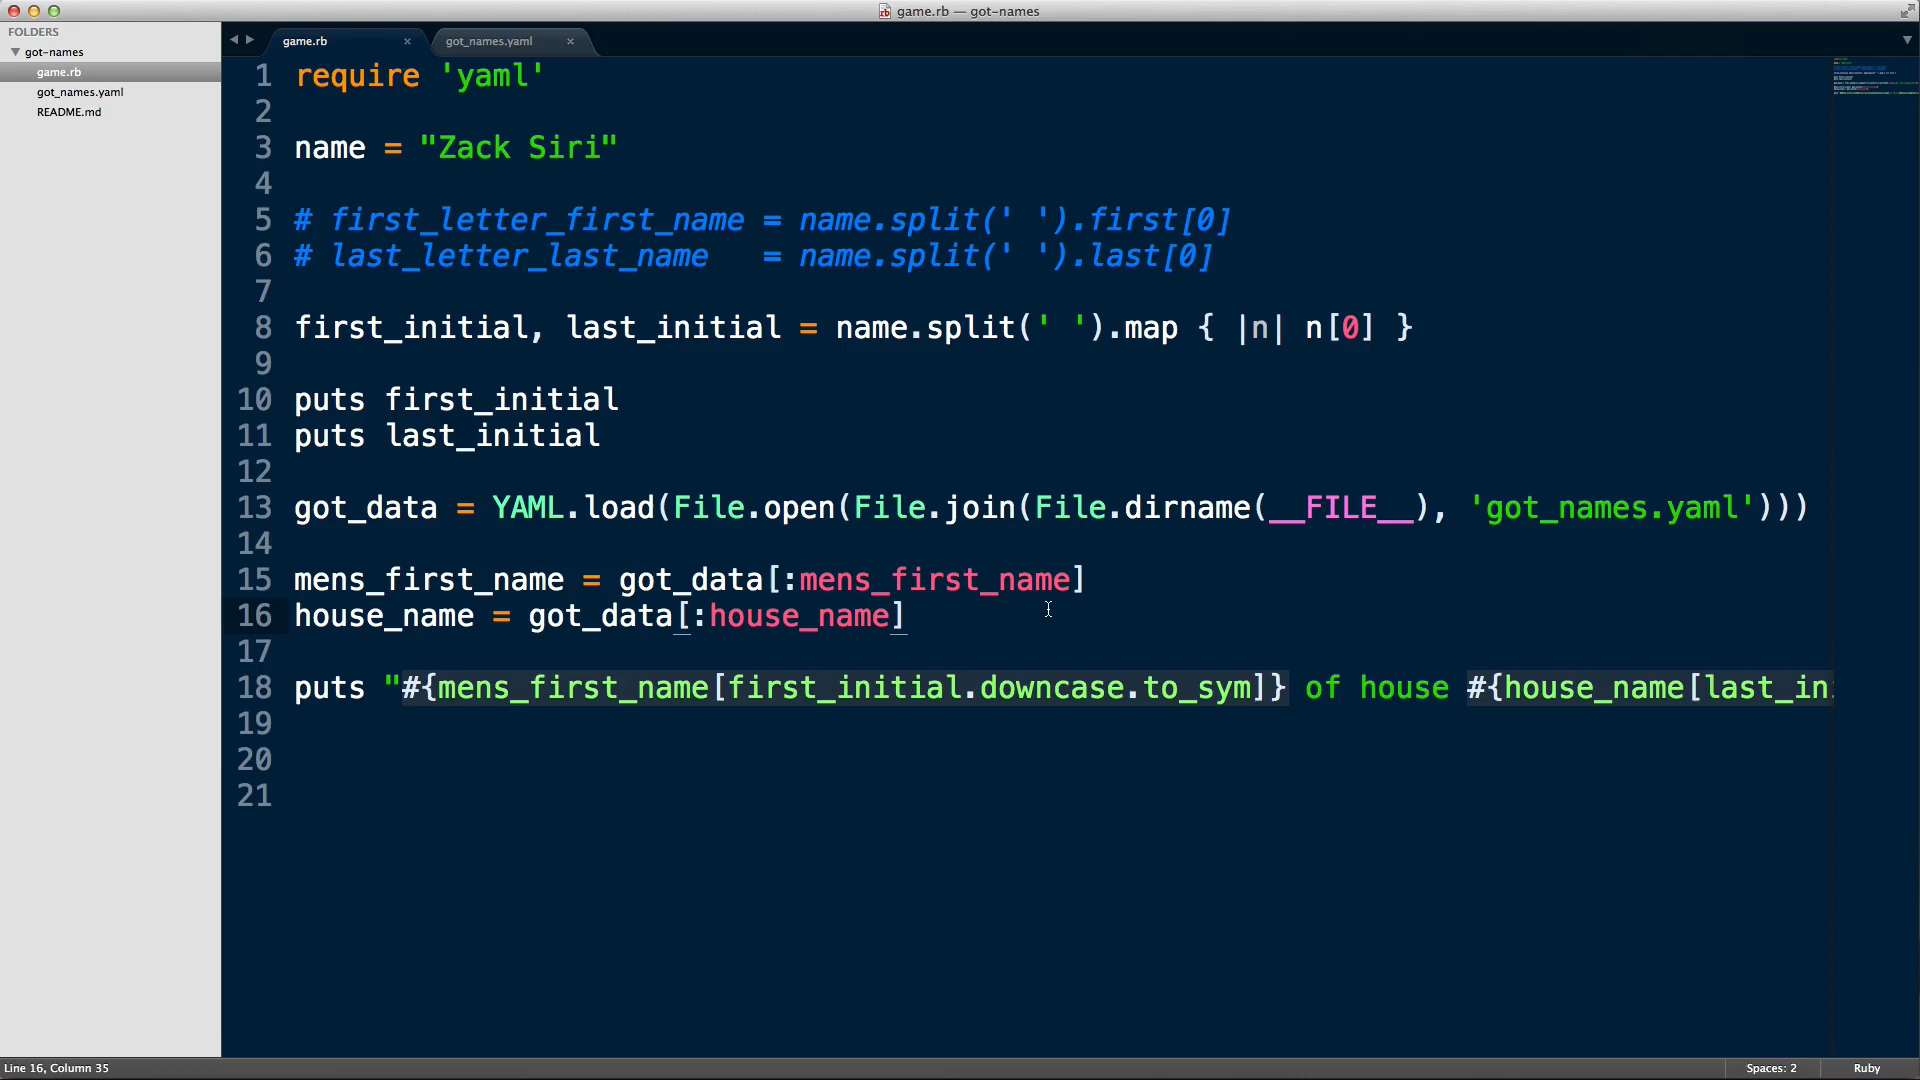 game.rb — got-names
FOLDERS
got-names
game.rb
got_names.yaml
README.md
game.rb ×
got_names.yaml ×
1 require 'yaml'
2
3 name = "Zack Siri"
4
5 # first_letter_first_name = name.split(' ').first[0]
6 # last_letter_last_name   = name.split(' ').last[0]
7
8 first_initial, last_initial = name.split(' ').map { |n| n[0] }
9
10 puts first_initial
11 puts last_initial
12
13 got_data = YAML.load(File.open(File.join(File.dirname(__FILE__), 'got_names.yaml')))
14
15 mens_first_name = got_data[:mens_first_name]
16 house_name = got_data[:house_name]
17
18 puts "#{mens_first_name[first_initial.downcase.to_sym]} of house #{house_name[last_in
19
20
21
Line 16, Column 35
Spaces: 2
Ruby